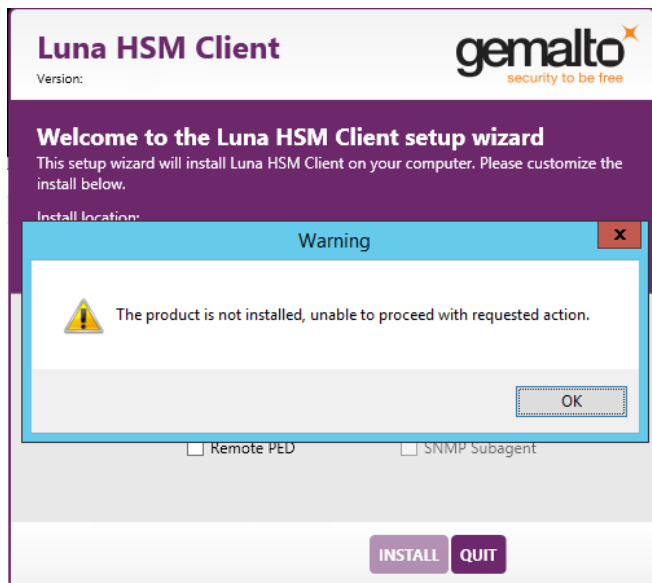 Luna HSM Client
Version:
gemalto
security to be free
Welcome to the Luna HSM Client setup wizard
This setup wizard will install Luna HSM Client on your computer. Please customize the
install below.
Install location:
Warning
x
The product is not installed, unable to proceed with requested action.
OK
Remote PED
SNMP Subagent
INSTALL
QUIT